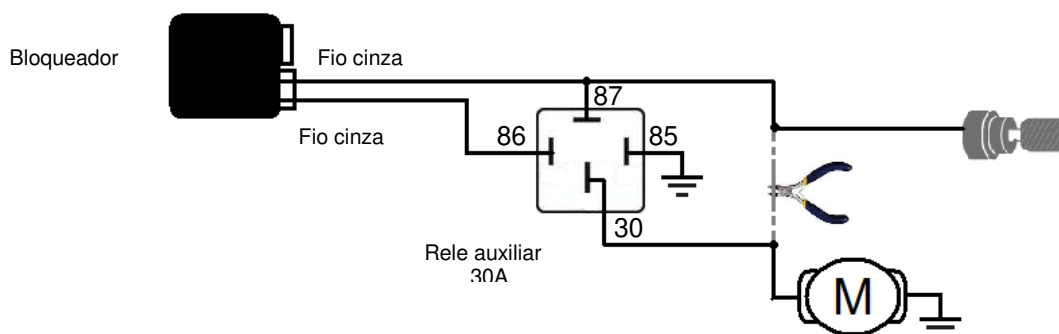 Bloqueador
Fio cinza
Fio cinza
87
86
85
30
Rele auxiliar
30A
M